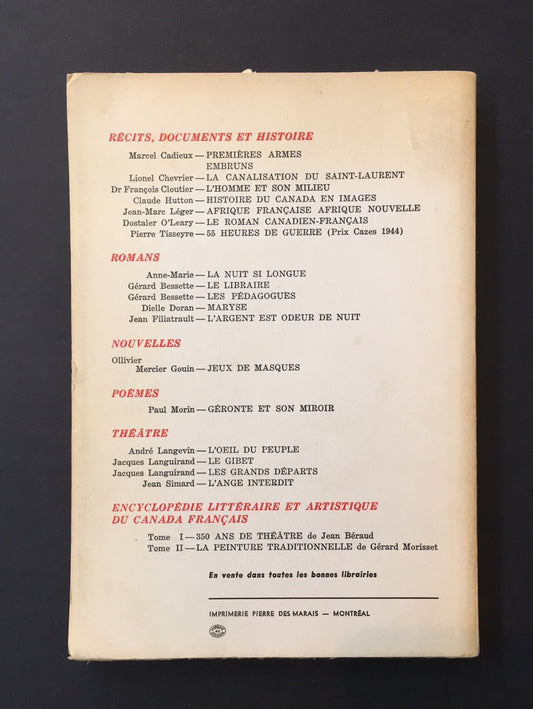 RÉCITS, DOCUMENTS ET HISTOIRE
Marcel Cadieux — PREMIÈRES ARMES
EMBRUNS
Lionel Chevrier — LA CANALISATION DU SAINT-LAURENT
Dr François Cloutier — L'HOMME ET SON MILIEU
Claude Hutton — HISTOIRE DU CANADA EN IMAGES
Jean-Marc Léger — AFRIQUE FRANÇAISE AFRIQUE NOUVELLE
Dostaler O'Leary — LE ROMAN CANADIEN-FRANÇAIS
Pierre Tisseyre — 55 HEURES DE GUERRE (Prix Cazes 1944)
ROMANS
Anne-Marie — LA NUIT SI LONGUE
Gérard Bessette — LE LIBRAIRE
Gérard Bessette — LES PÉDAGOGUES
Dielle Doran — MARYSE
Jean Filiatrault — L'ARGENT EST ODEUR DE NUIT
NOUVELLES
Ollivier
Mercier Gouin — JEUX DE MASQUES
POÈMES
Paul Morin — GÉRONTE ET SON MIROIR
THÉÂTRE
André Langevin — L'OEIL DU PEUPLE
Jacques Languirand — LE GIBET
Jacques Languirand — LES GRANDS DÉPARTS
Jean Simard — L'ANGE INTERDIT
ENCYCLOPÉDIE LITTÉRAIRE ET ARTISTIQUE
DU CANADA FRANÇAIS
Tome I — 350 ANS DE THÉÂTRE de Jean Béraud
Tome II — LA PEINTURE TRADITIONNELLE de Gérard Morisset
En vente dans toutes les bonnes librairies
IMPRIMERIE PIERRE DES MARAIS — MONTRÉAL